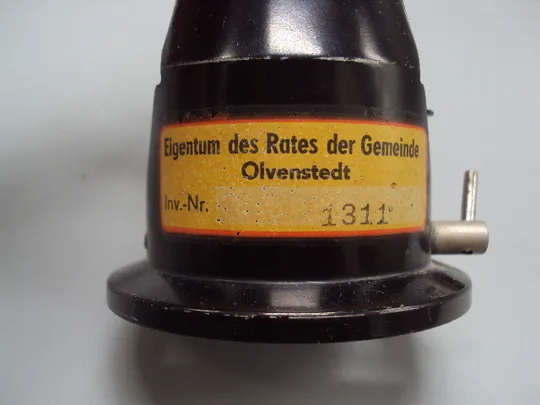 Eigentum des Rates der Gemeinde
Olvenstedt
Inv.-Nr. 1311